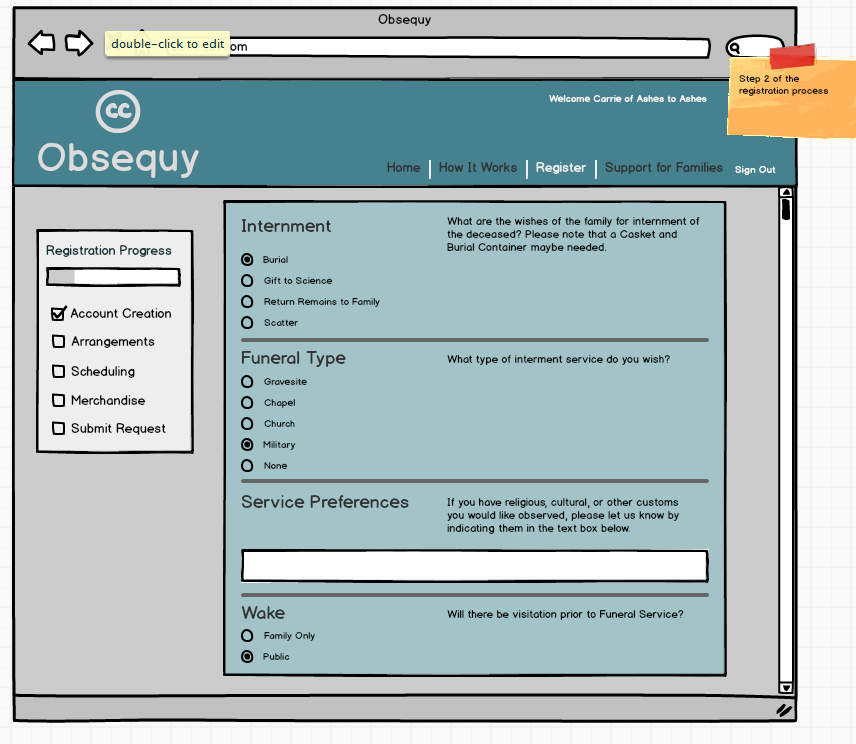 Obsequy
double-click to edit
om
Step 2 of the
registration process
Welcome Carrie of Ashes to Ashes
cc
Obsequy
Home
How It Works
Register
Support for Families
Sign Out
Registration Progress
Account Creation
Arrangements
Scheduling
Merchandise
Submit Request
Internment
What are the wishes of the family for internment of
the deceased? Please note that a Casket and
Burial Container maybe needed.
Burial
Gift to Science
Return Remains to Family
Scatter
Funeral Type
What type of interment service do you wish?
Gravesite
Chapel
Church
Military
None
Service Preferences
If you have religious, cultural, or other customs
you would like observed, please let us know by
indicating them in the text box below.
Wake
Will there be visitation prior to Funeral Service?
Family Only
Public